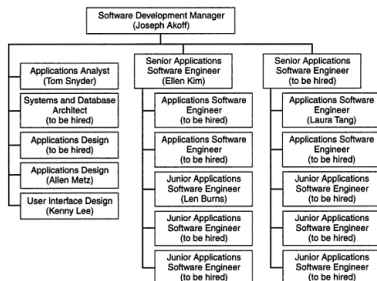 Software Development Manager
(Joseph Akoff)
Applications Analyst
(Tom Snyder)
Systems and Database
Architect
(to be hired)
Applications Design
(to be hired)
Applications Design
(Allen Metz)
User Interface Design
(Kenny Lee)
Senior Applications
Software Engineer
(Ellen Kim)
Applications Software
Engineer
(to be hired)
Applications Software
Engineer
(to be hired)
Junior Applications
Software Engineer
(Len Burns)
Junior Applications
Software Engineer
(to be hired)
Junior Applications
Software Engineer
(to be hired)
Senior Applications
Software Engineer
(to be hired)
Applications Software
Engineer
(Laura Tang)
Applications Software
Engineer
(to be hired)
Junior Applications
Software Engineer
(to be hired)
Junior Applications
Software Engineer
(to be hired)
Junior Applications
Software Engineer
(to be hired)